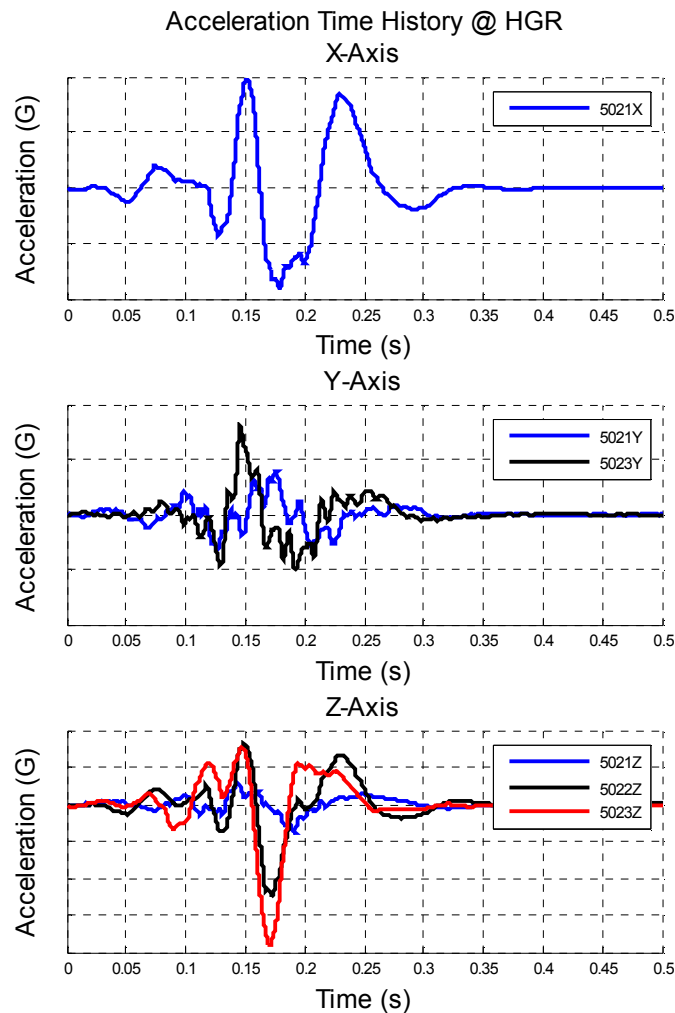 Acceleration Time History @ HGR
X-Axis
Acceleration (G)
5021X
0 0.05 0.1 0.15 0.2 0.25 0.3 0.35 0.4 0.45 0.5
Time (s)
Y-Axis
Acceleration (G)
5021Y
5023Y
0 0.05 0.1 0.15 0.2 0.25 0.3 0.35 0.4 0.45 0.5
Time (s)
Z-Axis
Acceleration (G)
5021Z
5022Z
5023Z
0 0.05 0.1 0.15 0.2 0.25 0.3 0.35 0.4 0.45 0.5
Time (s)